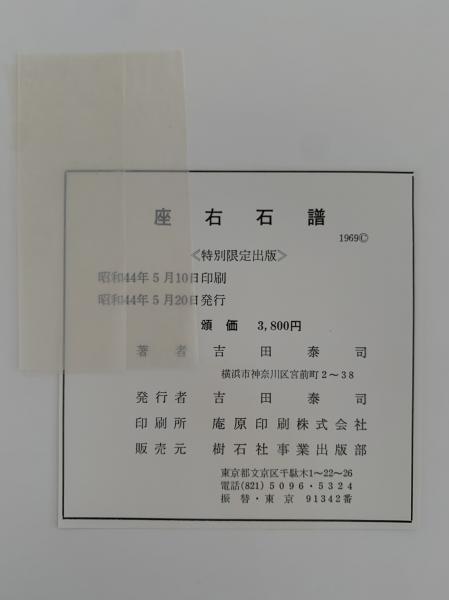 座右石譜
1969©
≪特別限定出版≫
昭和44年5月10日印刷
昭和44年5月20日発行
頒価 3,800円
著者 吉田泰司
横浜市神奈川区宮前町2～38
発行者 吉田泰司
印刷所 庵原印刷株式会社
販売元 樹石社事業出版部
東京都文京区千駄木1～22～26
電話(821)5096・5324
振替・東京 91342番